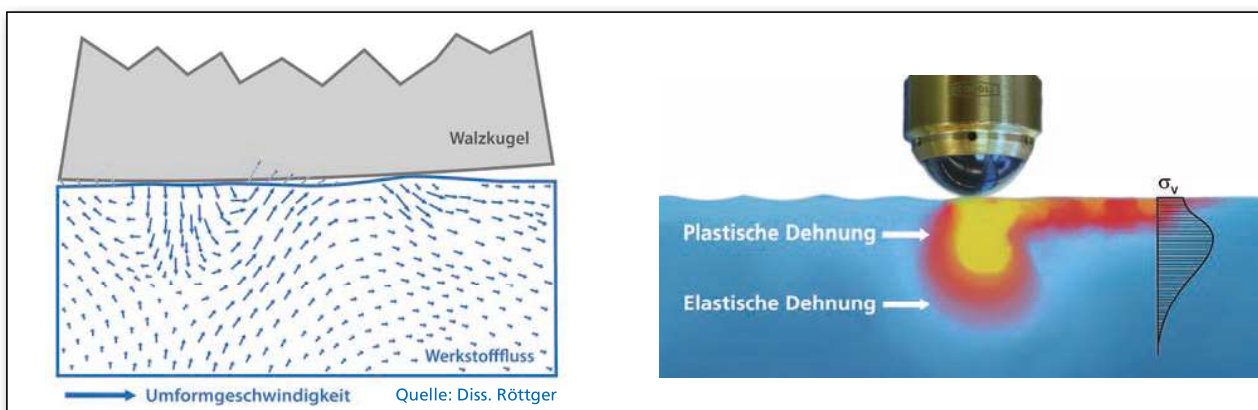 Walzkugel
Werkstofffluss
Umformgeschwindigkeit
Quelle: Diss. Röttger
σv
Plastische Dehnung
Elastische Dehnung